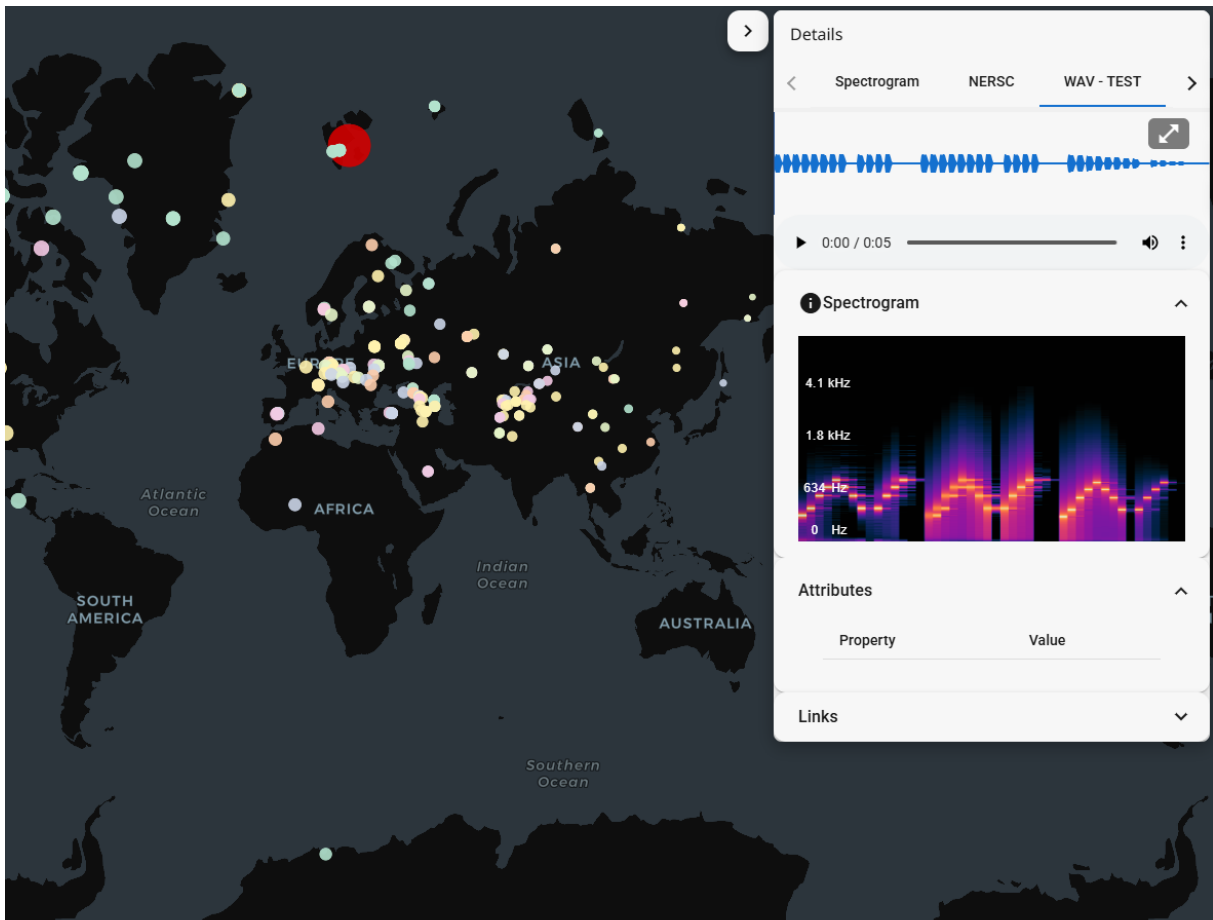 Details
Spectrogram
NERSC
WAV - TEST
0:00 / 0:05
Spectrogram
4.1 kHz
1.8 kHz
634 Hz
0 Hz
Attributes
Property Value
Links
EUROPE
ASIA
Atlantic
Ocean
AFRICA
Indian
Ocean
SOUTH
AMERICA
AUSTRALIA
Southern
Ocean